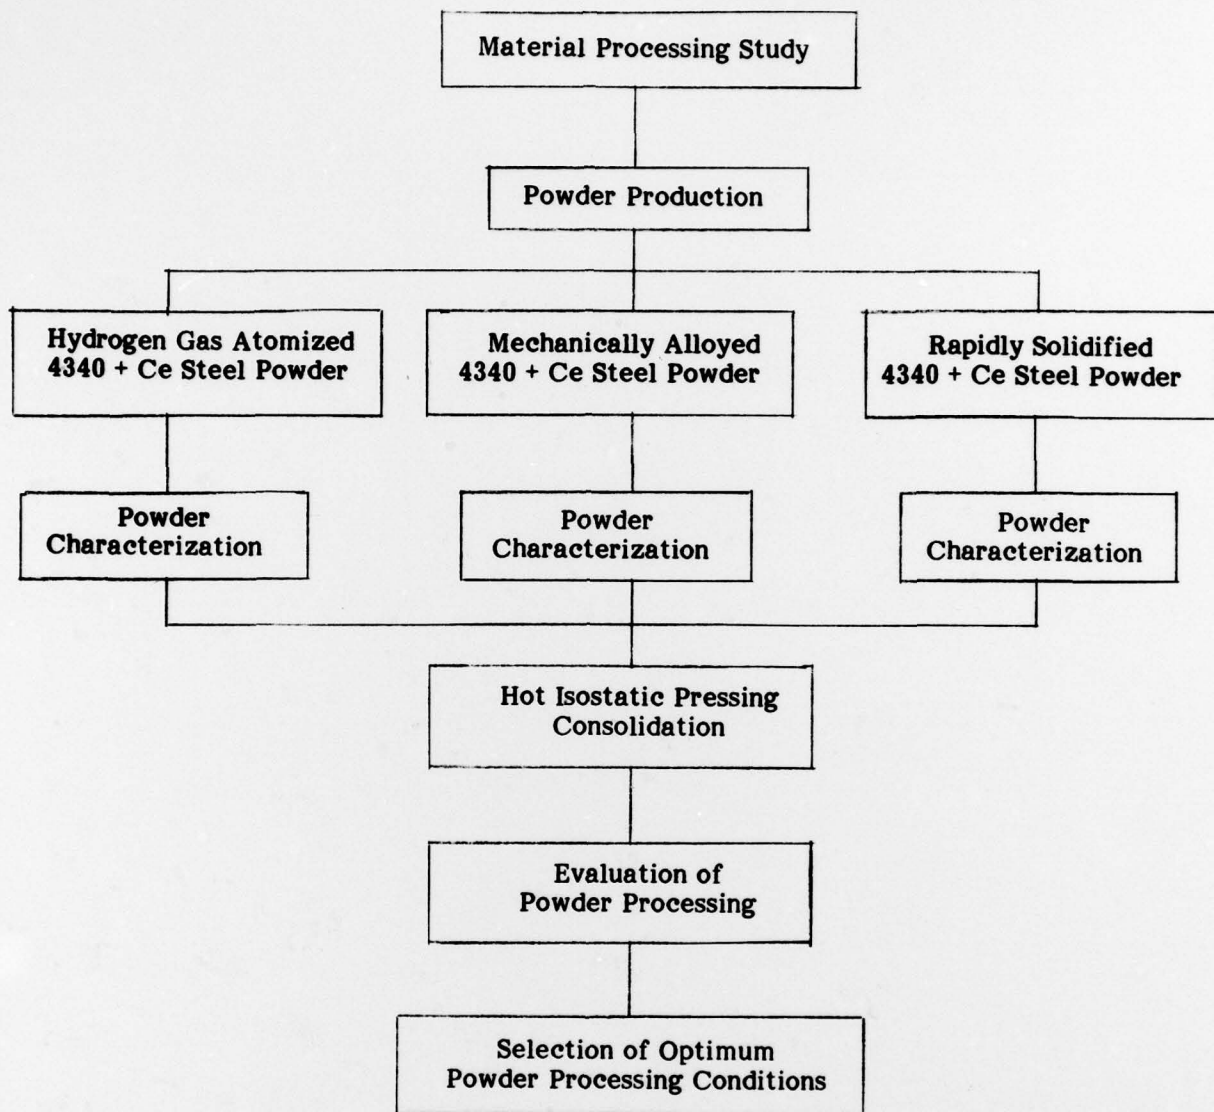 Material Processing Study
Powder Production
Hydrogen Gas Atomized
4340 + Ce Steel Powder
Mechanically Alloyed
4340 + Ce Steel Powder
Rapidly Solidified
4340 + Ce Steel Powder
Powder
Characterization
Powder
Characterization
Powder
Characterization
Hot Isostatic Pressing
Consolidation
Evaluation of
Powder Processing
Selection of Optimum
Powder Processing Conditions